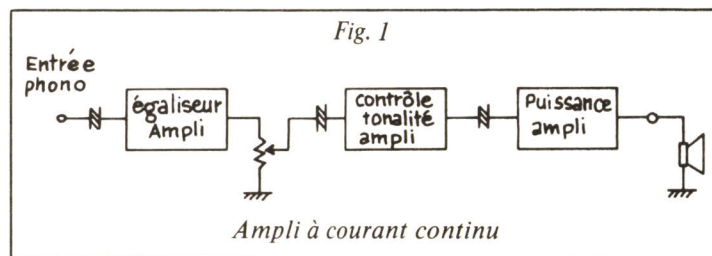 Fig. 1
Entrée
phono
égaliseur
Ampli
contrôle
tonalité
ampli
Puissance
ampli
Ampli à courant continu